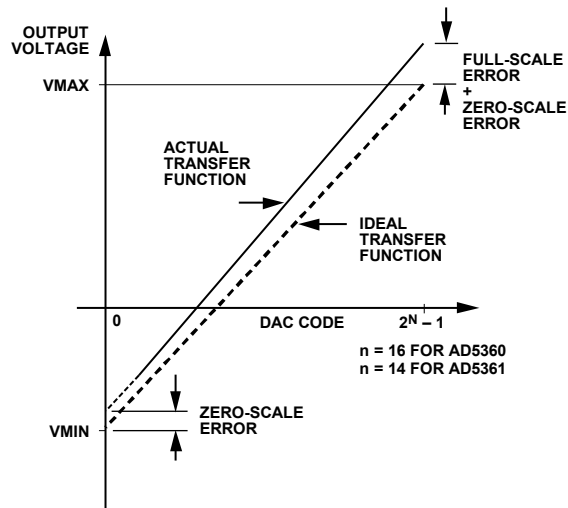 OUTPUT
VOLTAGE
VMAX
FULL-SCALE
ERROR
+
ZERO-SCALE
ERROR
ACTUAL
TRANSFER
FUNCTION
IDEAL
TRANSFER
FUNCTION
0
DAC CODE
2ᴺ – 1
n = 16 FOR AD5360
n = 14 FOR AD5361
ZERO-SCALE
ERROR
VMIN